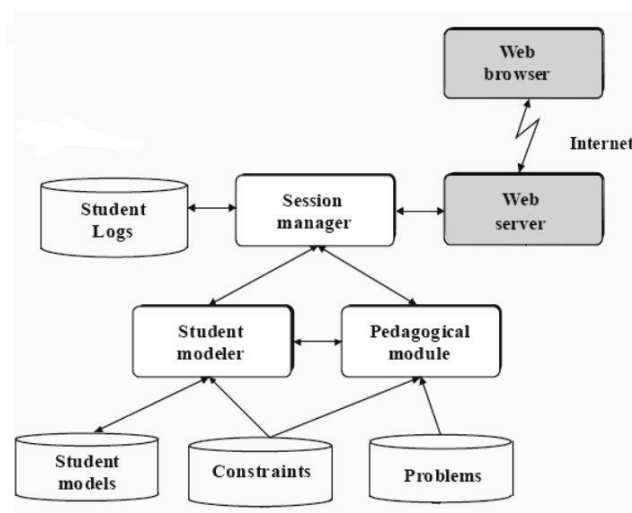 Web
browser
Internet
Student
Logs
Session
manager
Web
server
Student
modeler
Pedagogical
module
Student
models
Constraints
Problems